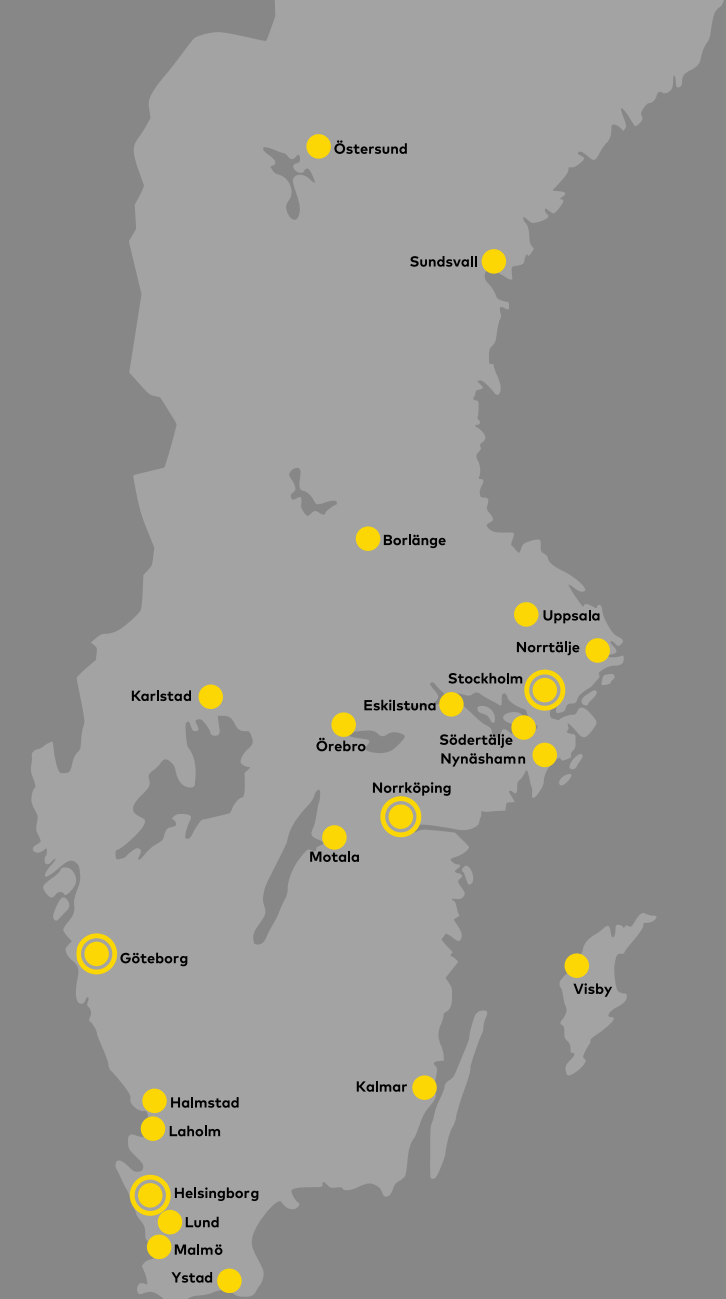 Östersund
Sundsvall
Borlänge
Uppsala
Norrtälje
Stockholm
Karlstad
Eskilstuna
Örebro
Södertälje
Nynäshamn
Norrköping
Motala
Göteborg
Visby
Kalmar
Halmstad
Laholm
Helsingborg
Lund
Malmö
Ystad